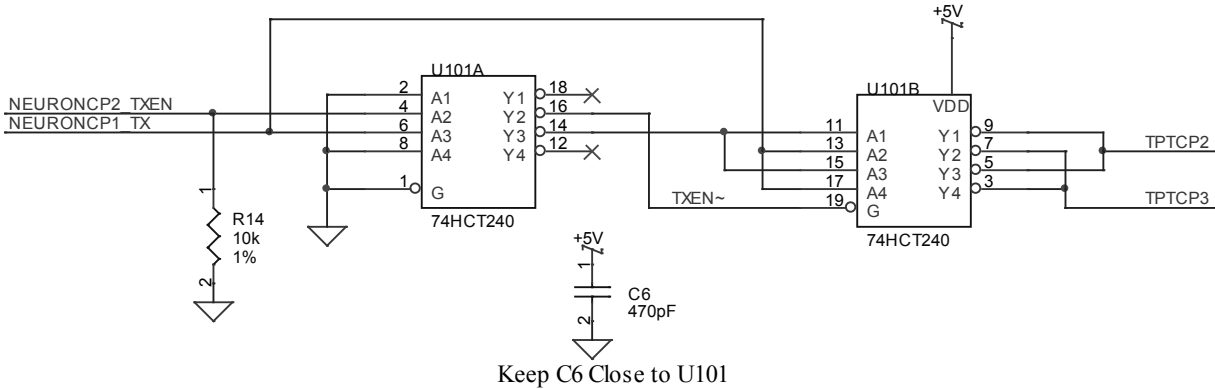 +5V
U101A
U101B
NEURONCP2_TXEN
NEURONCP1_TX
2 A1 Y1 18
4 A2 Y2 16
6 A3 Y3 14
8 A4 Y4 12
1 G
74HCT240
VDD
11 A1 Y1 9
13 A2 Y2 7
15 A3 Y3 5
17 A4 Y4 3
19 G
74HCT240
TPTCP2
TPTCP3
TXEN~
1
R14
10k
1%
2
+5V
1
C6
470pF
2
Keep C6 Close to U101